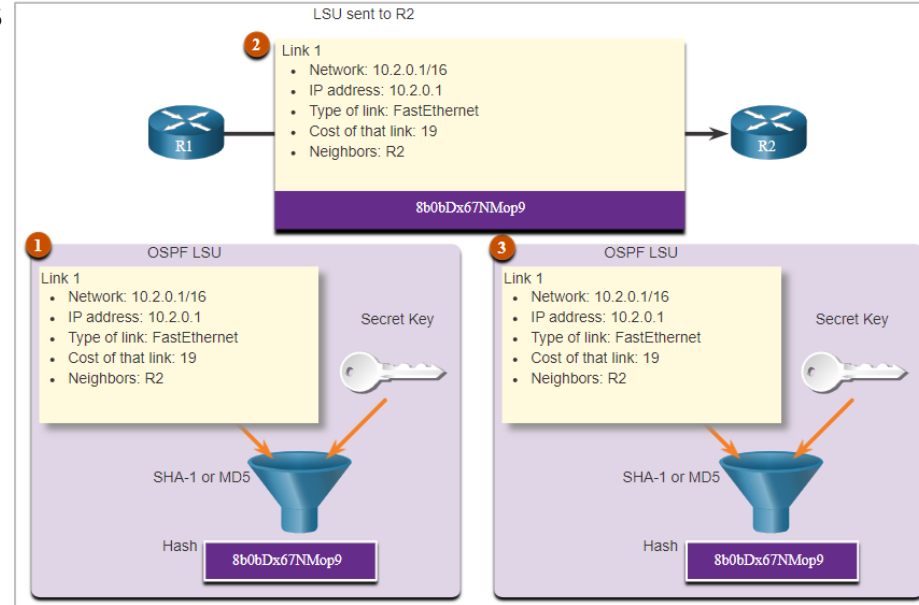 LSU sent to R2
2
Link 1
• Network: 10.2.0.1/16
• IP address: 10.2.0.1
• Type of link: FastEthernet
• Cost of that link: 19
• Neighbors: R2
R1
R2
8b0bDx67NMop9
1
OSPF LSU
Link 1
• Network: 10.2.0.1/16
• IP address: 10.2.0.1
• Type of link: FastEthernet
• Cost of that link: 19
• Neighbors: R2
Secret Key
SHA-1 or MD5
Hash
8b0bDx67NMop9
3
OSPF LSU
Link 1
• Network: 10.2.0.1/16
• IP address: 10.2.0.1
• Type of link: FastEthernet
• Cost of that link: 19
• Neighbors: R2
Secret Key
SHA-1 or MD5
Hash
8b0bDx67NMop9